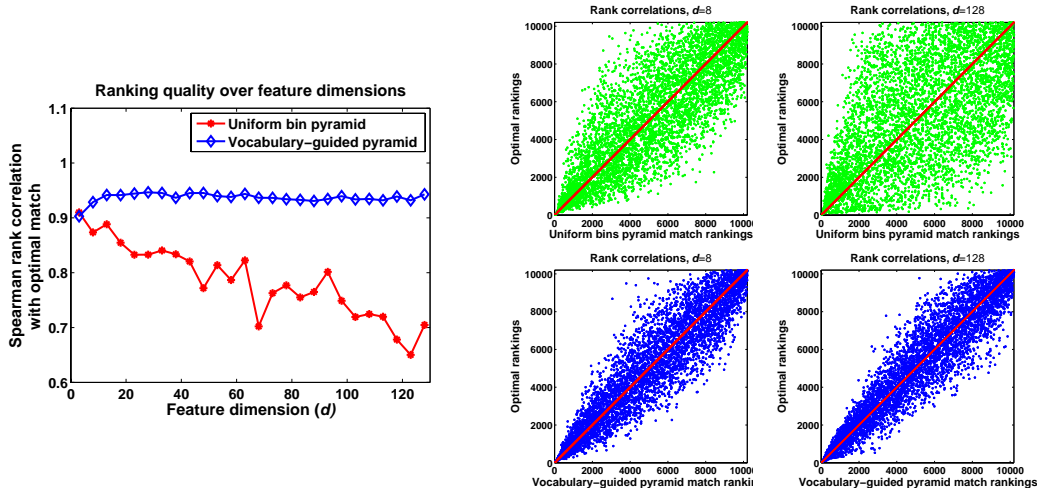 Ranking quality over feature dimensions
1.1
1
0.9
0.8
0.7
0.6
Spearman rank correlation
with optimal match
Uniform bin pyramid
Vocabulary−guided pyramid
0 20 40 60 80 100 120
Feature dimension (d)
Rank correlations, d=8
10000
8000
6000
4000
2000
0
Optimal rankings
0 2000 4000 6000 8000 10000
Uniform bins pyramid match rankings
Rank correlations, d=128
10000
8000
6000
4000
2000
0
Optimal rankings
0 2000 4000 6000 8000 10000
Uniform bins pyramid match rankings
Rank correlations, d=8
10000
8000
6000
4000
2000
0
Optimal rankings
0 2000 4000 6000 8000 10000
Vocabulary−guided pyramid match rankin
Rank correlations, d=128
10000
8000
6000
4000
2000
0
Optimal rankings
0 2000 4000 6000 8000 10000
Vocabulary−guided pyramid match rankings